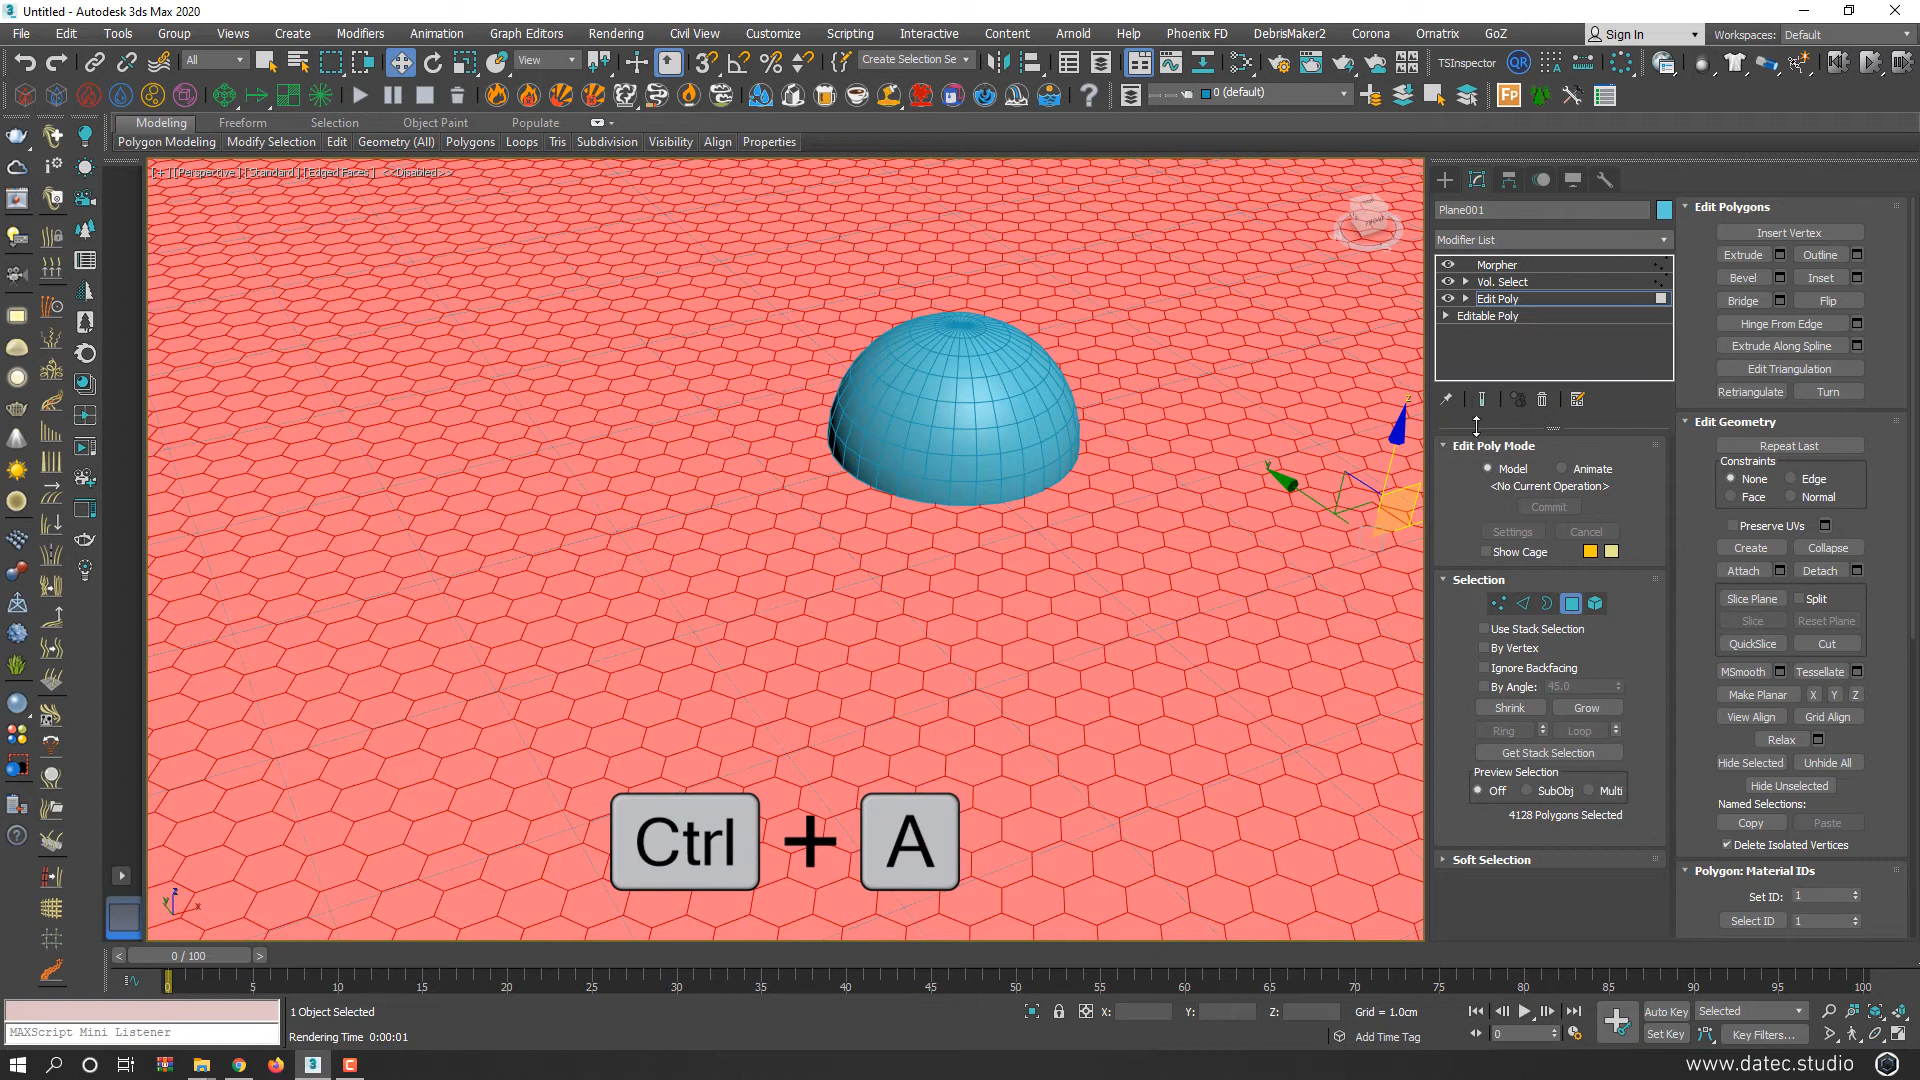 Untitled - Autodesk 3ds Max 2020
File Edit Tools Group Views Create Modifiers Animation Graph Editors Rendering Civil View Customize Scripting Interactive Content Arnold Help Phoenix FD DebrisMaker2 Corona Ornatrix GoZ Sign In Workspaces: Default
All View Create Selection Se TSInspector QR
0 (default) Fp
Modeling Freeform Selection Object Paint Populate
Polygon Modeling Modify Selection Edit Geometry (All) Polygons Loops Tris Subdivision Visibility Align Properties
[+] [Perspective] [Standard] [Edged Faces] <<Disabled>>
FRONT
z
y
Ctrl + A
z
y x
Plane001
Modifier List
Morpher
Vol. Select
Edit Poly
Editable Poly
Edit Poly Mode
Model Animate
<No Current Operation>
Commit
Settings Cancel
Show Cage
Selection
Use Stack Selection
By Vertex
Ignore Backfacing
By Angle: 45.0
Shrink Grow
Ring Loop
Get Stack Selection
Preview Selection
Off SubObj Multi
4128 Polygons Selected
Soft Selection
Edit Polygons
Insert Vertex
Extrude Outline
Bevel Inset
Bridge Flip
Hinge From Edge
Extrude Along Spline
Edit Triangulation
Retriangulate Turn
Edit Geometry
Repeat Last
Constraints
None Edge
Face Normal
Preserve UVs
Create Collapse
Attach Detach
Slice Plane Split
Slice Reset Plane
QuickSlice Cut
MSmooth Tessellate
Make Planar X Y Z
View Align Grid Align
Relax
Hide Selected Unhide All
Hide Unselected
Named Selections:
Copy Paste
Delete Isolated Vertices
Polygon: Material IDs
Set ID: 1
Select ID 1
< 0 / 100 >
0 5 10 15 20 25 30 35 40 45 50 55 60 65 70 75 80 85 90 95 100
1 Object Selected X: Y: Z: Grid = 1.0cm Auto Key Selected
MAXScript Mini Listener Rendering Time 0:00:01 Add Time Tag 0 Set Key Key Filters...
www.datec.studio